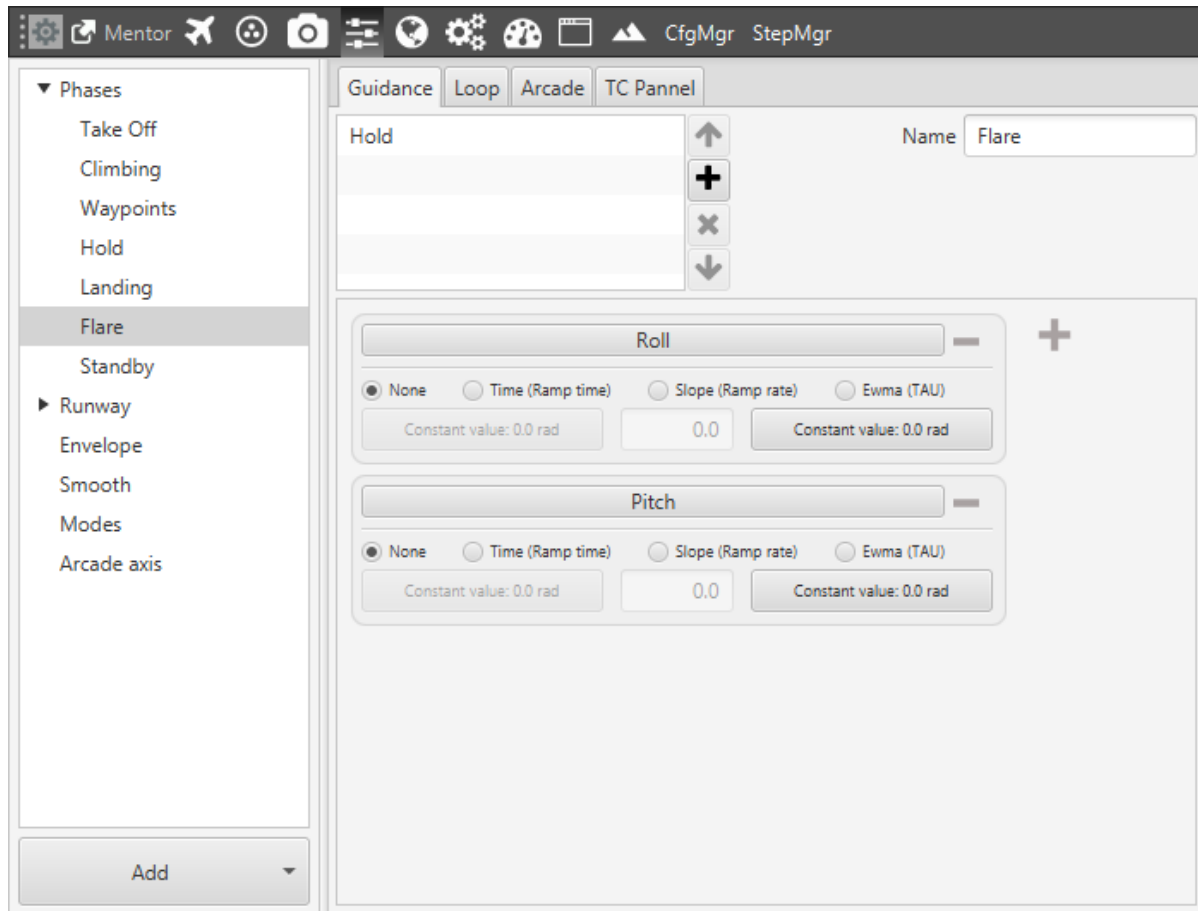 Mentor CfgMgr StepMgr
Phases
Take Off
Climbing
Waypoints
Hold
Landing
Flare
Standby
Runway
Envelope
Smooth
Modes
Arcade axis
Add
Guidance Loop Arcade TC Pannel
Hold
Name Flare
Roll
None Time (Ramp time) Slope (Ramp rate) Ewma (TAU)
Constant value: 0.0 rad 0.0 Constant value: 0.0 rad
Pitch
None Time (Ramp time) Slope (Ramp rate) Ewma (TAU)
Constant value: 0.0 rad 0.0 Constant value: 0.0 rad